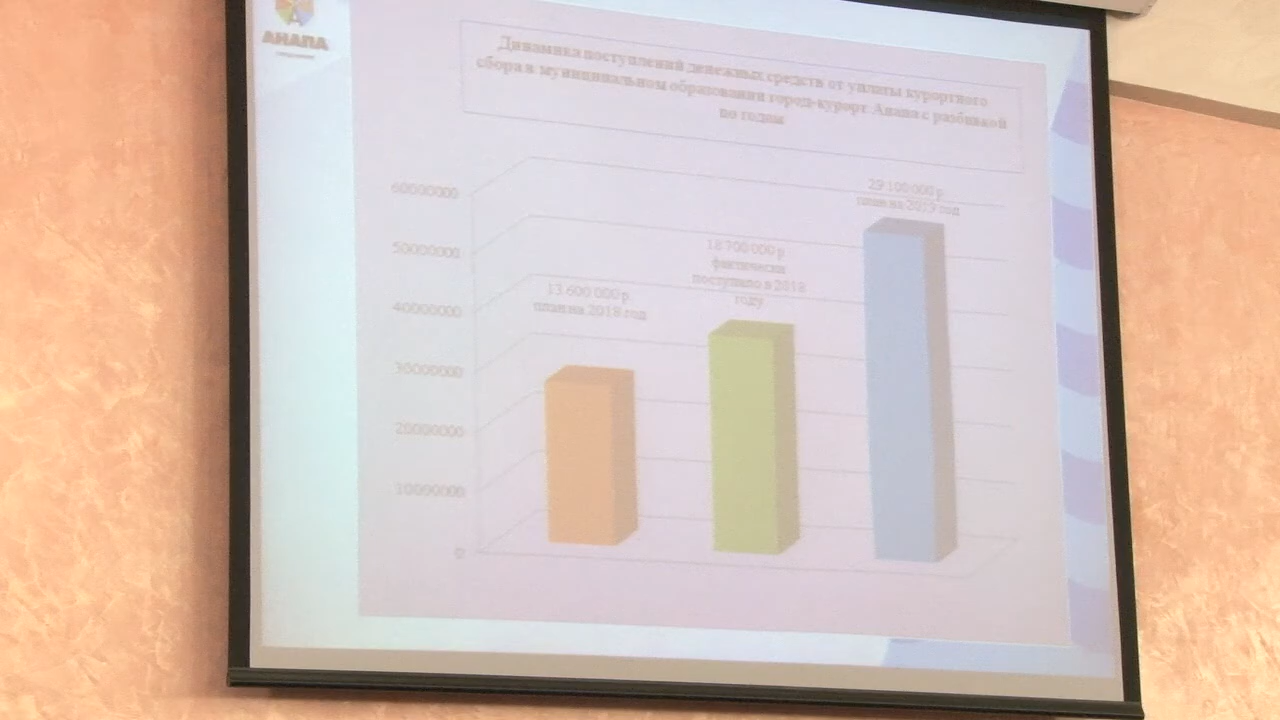 АНАПА
Динамика поступлений денежных средств от уплаты курортного
сбора в муниципальном образовании город-курорт Анапа с разбивкой
по годам
60000000
50000000
40000000
30000000
20000000
10000000
0
13 600 000 р
план на 2018 год
18 700 000 р
фактически
поступило в 2018
году
29 100 000 р
план на 2019 год